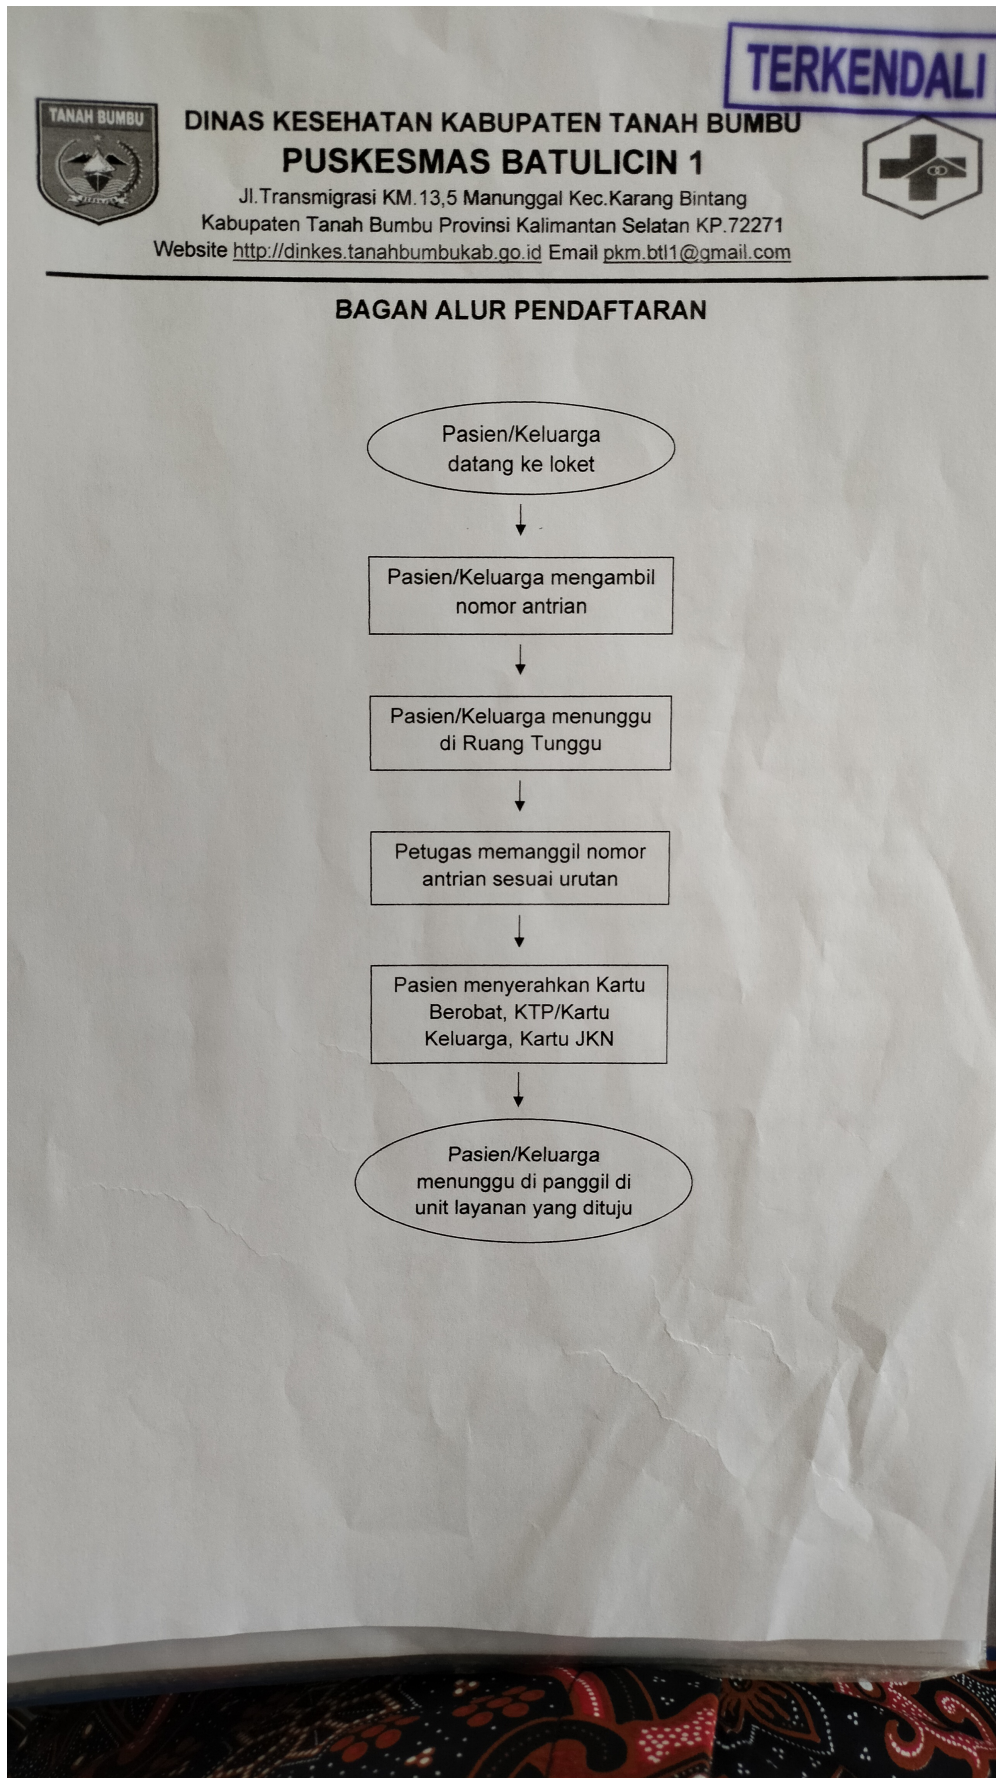 TERKENDALI
TANAH BUMBU
DINAS KESEHATAN KABUPATEN TANAH BUMBU
PUSKESMAS BATULICIN 1
Jl.Transmigrasi KM.13,5 Manunggal Kec.Karang Bintang
Kabupaten Tanah Bumbu Provinsi Kalimantan Selatan KP.72271
Website http://dinkes.tanahbumbukab.go.id Email pkm.btl1@gmail.com
BAGAN ALUR PENDAFTARAN
Pasien/Keluarga
datang ke loket
Pasien/Keluarga mengambil
nomor antrian
Pasien/Keluarga menunggu
di Ruang Tunggu
Petugas memanggil nomor
antrian sesuai urutan
Pasien menyerahkan Kartu
Berobat, KTP/Kartu
Keluarga, Kartu JKN
Pasien/Keluarga
menunggu di panggil di
unit layanan yang dituju